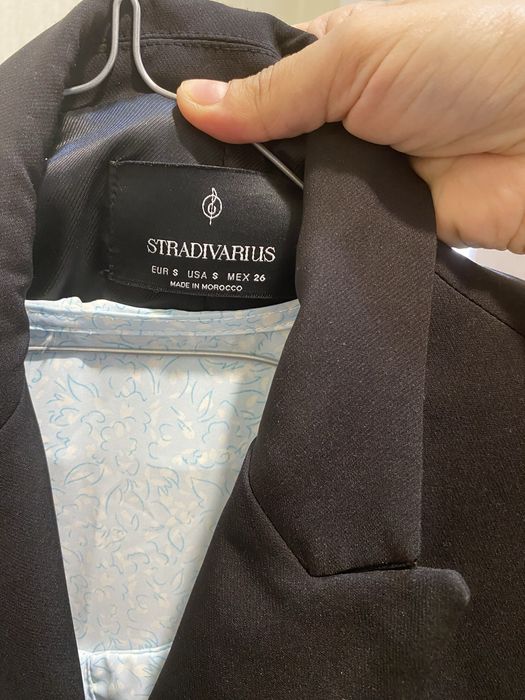 STRADIVARIUS
EUR S USA S MEX 26
MADE IN MOROCCO